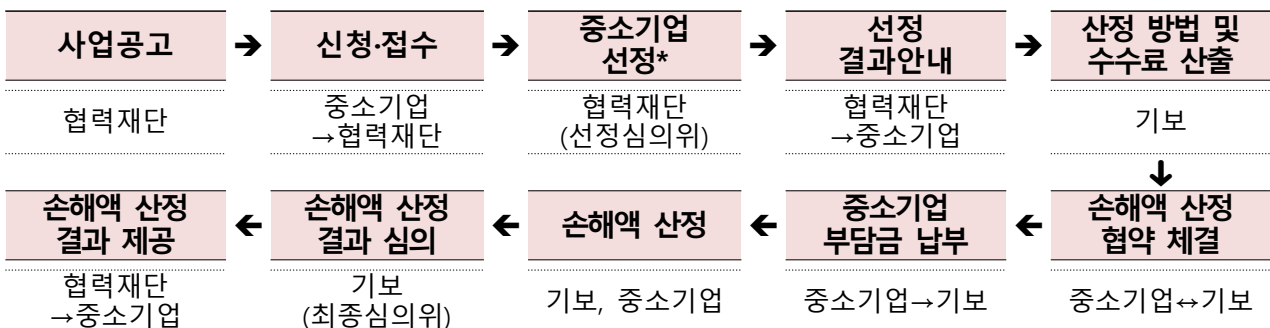 사업공고 ➔ 신청·접수 ➔ 중소기업 선정* ➔ 선정 결과안내 ➔ 산정 방법 및 수수료 산출
협력재단
중소기업
→협력재단
협력재단
(선정심의위)
협력재단
→중소기업
기보
↓
손해액 산정 결과 제공 ← 손해액 산정 결과 심의 ← 손해액 산정 ← 중소기업 부담금 납부 ← 손해액 산정 협약 체결
협력재단
→중소기업
기보
(최종심의위)
기보, 중소기업
중소기업→기보
중소기업↔기보